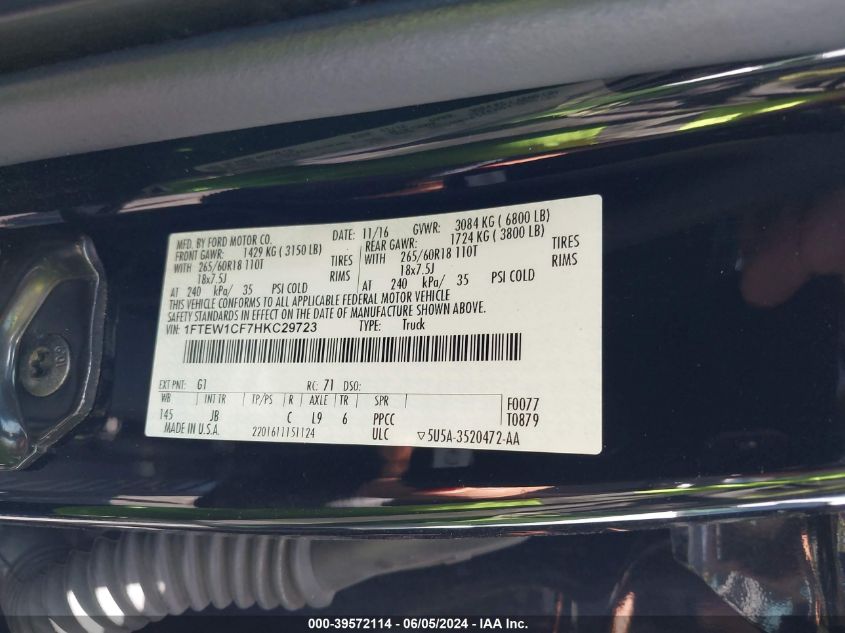 MFD. BY FORD MOTOR CO. DATE: 11/16 GVWR: 3084 KG ( 6800 LB)
FRONT GAWR: 1429 KG ( 3150 LB) REAR GAWR: 1724 KG ( 3800 LB)
WITH 265/60R18 110T TIRES WITH 265/60R18 110T TIRES
18x7.5J RIMS 18x7.5J RIMS
AT 240 kPa/ 35 PSI COLD AT 240 kPa/ 35 PSI COLD
THIS VEHICLE CONFORMS TO ALL APPLICABLE FEDERAL MOTOR VEHICLE
SAFETY STANDARDS IN EFFECT ON THE DATE OF MANUFACTURE SHOWN ABOVE.
VIN: 1FTEW1CF7HKC29723 TYPE: Truck
EXT PNT: G1 RC: 71 DSO:
WB INT TR TP/PS R AXLE TR SPR F0077
145 JB C L9 6 PPCC T0879
MADE IN U.S.A. 2201611151124 ULC ▽5U5A-3520472-AA
000-39572114 - 06/05/2024 - IAA Inc.